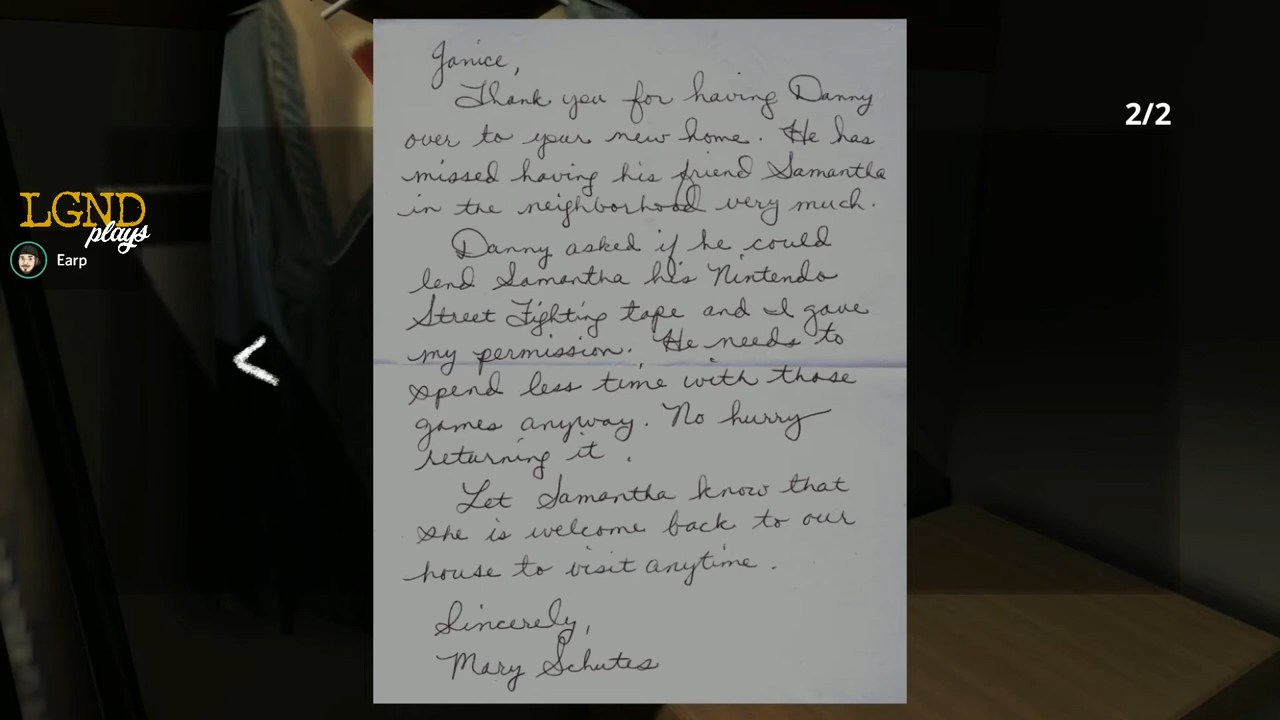 Janice,
Thank you for having Danny
over to your new home. He has
missed having his friend Samantha
in the neighborhood very much.
Danny asked if he could
lend Samantha his Nintendo
Street Fighting tape and I gave
my permission. He needs to
spend less time with those
games anyway. No hurry
returning it.
Let Samantha know that
she is welcome back to our
house to visit anytime.
Sincerely,
Mary Schutes
2/2
LGND
plays
Earp